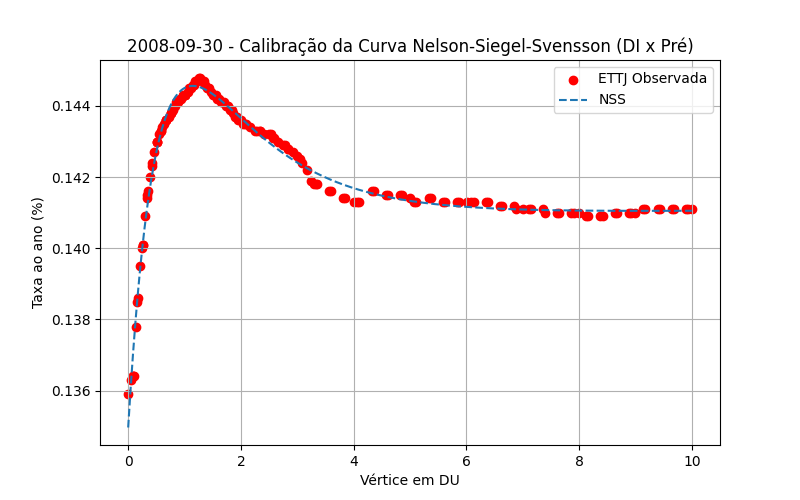 2008-09-30 - Calibração da Curva Nelson-Siegel-Svensson (DI x Pré)
ETTJ Observada
NSS
Taxa ao ano (%)
0.144
0.142
0.140
0.138
0.136
0
2
4
6
8
10
Vértice em DU